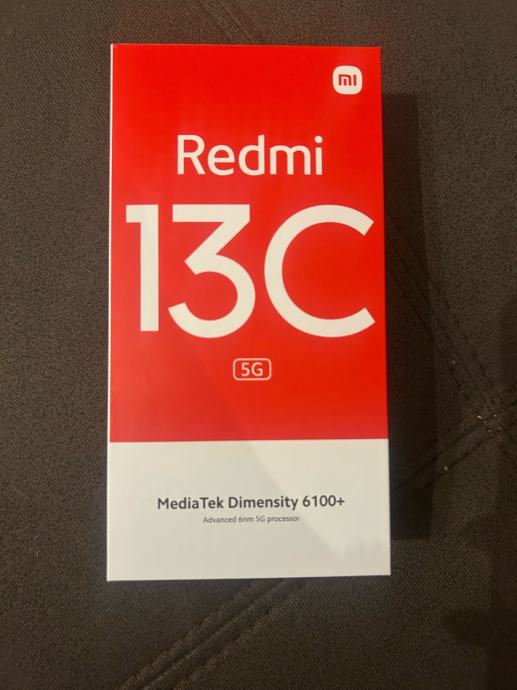 mi
Redmi
13C
5G
MediaTek Dimensity 6100+
Advanced 6nm 5G processor